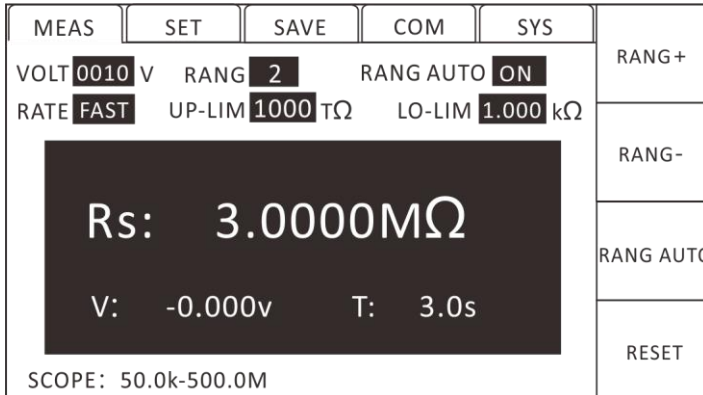 MEAS SET SAVE COM SYS
VOLT 0010 V RANG 2 RANG AUTO ON
RATE FAST UP-LIM 1000 TΩ LO-LIM 1.000 kΩ
Rs: 3.0000MΩ
V: -0.000v T: 3.0s
SCOPE: 50.0k-500.0M
RANG+
RANG-
RANG AUTO
RESET